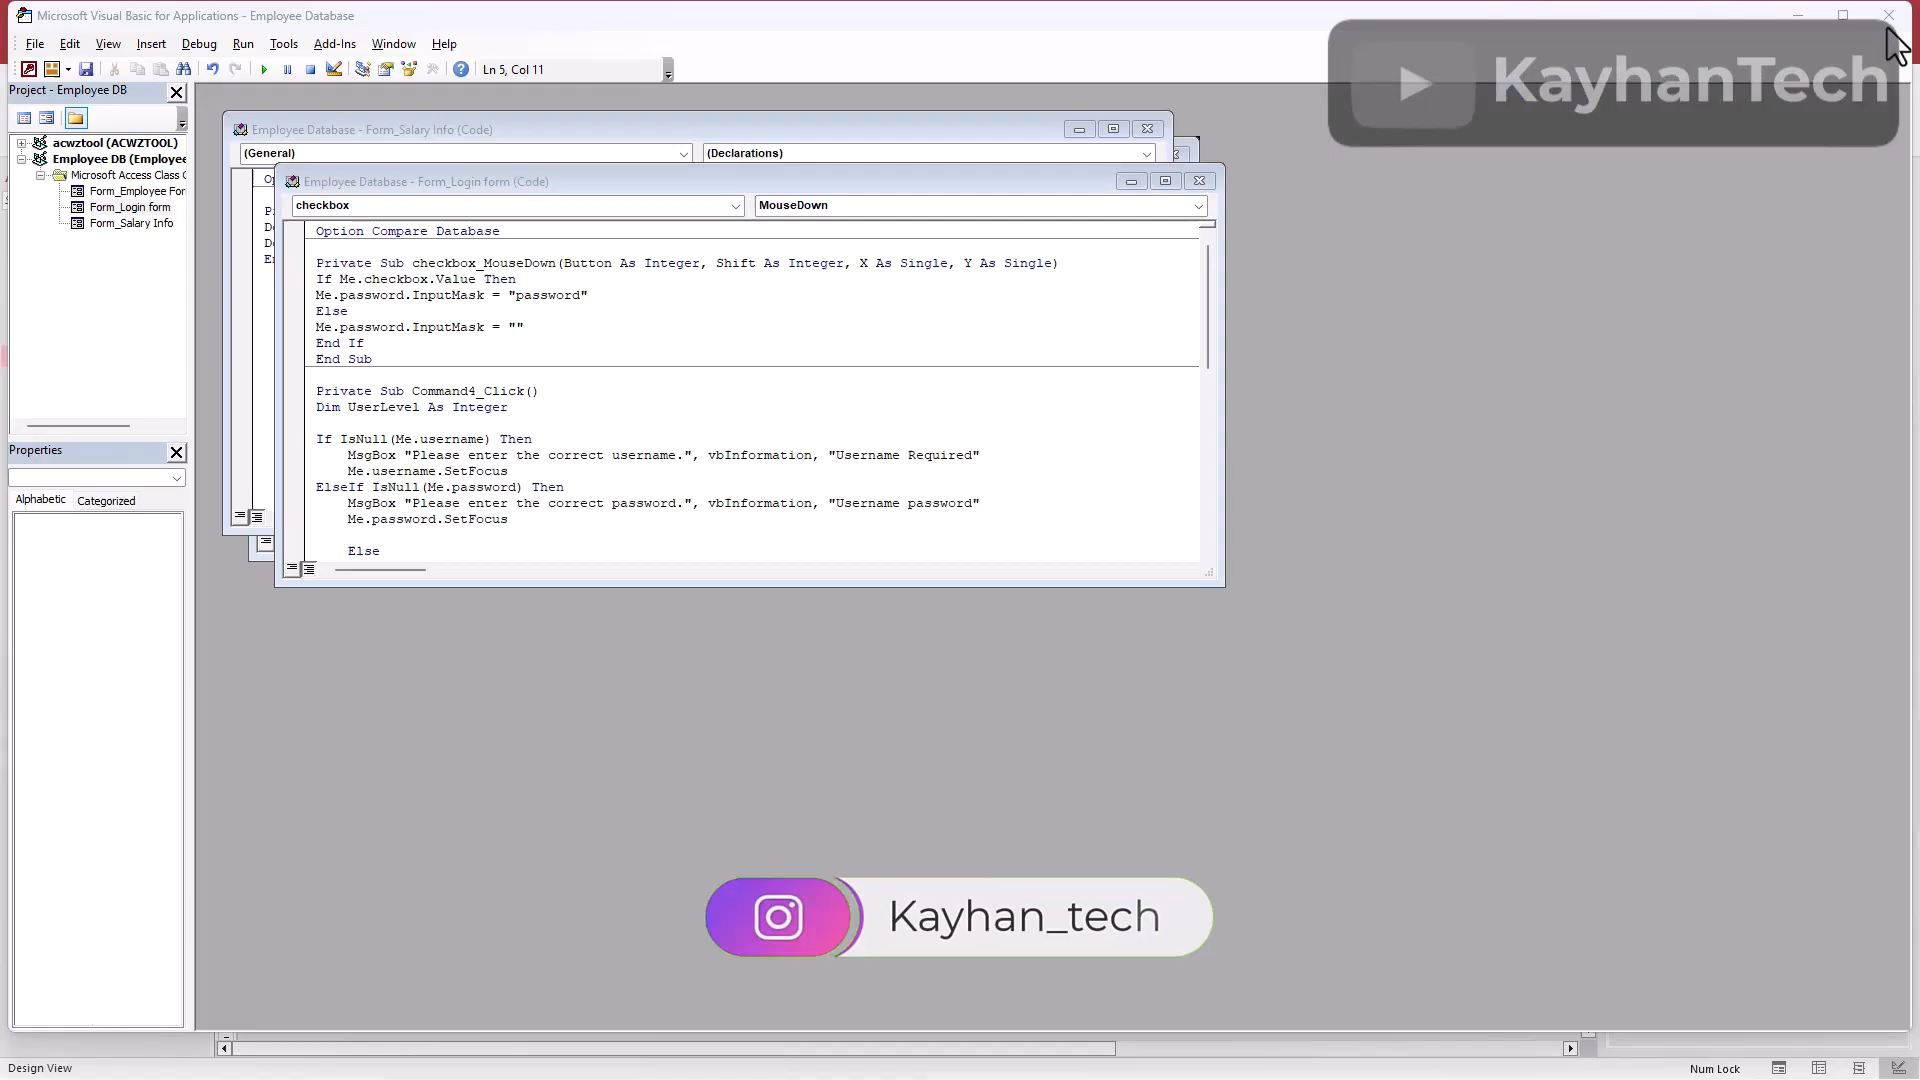 Microsoft Visual Basic for Applications - Employee Database
File Edit View Insert Debug Run Tools Add-Ins Window Help
Ln 5, Col 11
KayhanTech
Project - Employee DB
acwztool (ACWZTOOL)
Employee DB (Employee
Microsoft Access Class
Form_Employee For
Form_Login form
Form_Salary Info
Properties
Alphabetic Categorized
Employee Database - Form_Salary Info (Code)
(General) (Declarations)
Employee Database - Form_Login form (Code)
checkbox MouseDown
Option Compare Database
Private Sub checkbox_MouseDown(Button As Integer, Shift As Integer, X As Single, Y As Single)
If Me.checkbox.Value Then
Me.password.InputMask = "password"
Else
Me.password.InputMask = ""
End If
End Sub
Private Sub Command4_Click()
Dim UserLevel As Integer
If IsNull(Me.username) Then
MsgBox "Please enter the correct username.", vbInformation, "Username Required"
Me.username.SetFocus
ElseIf IsNull(Me.password) Then
MsgBox "Please enter the correct password.", vbInformation, "Username password"
Me.password.SetFocus
Else
Kayhan_tech
Design View
Num Lock